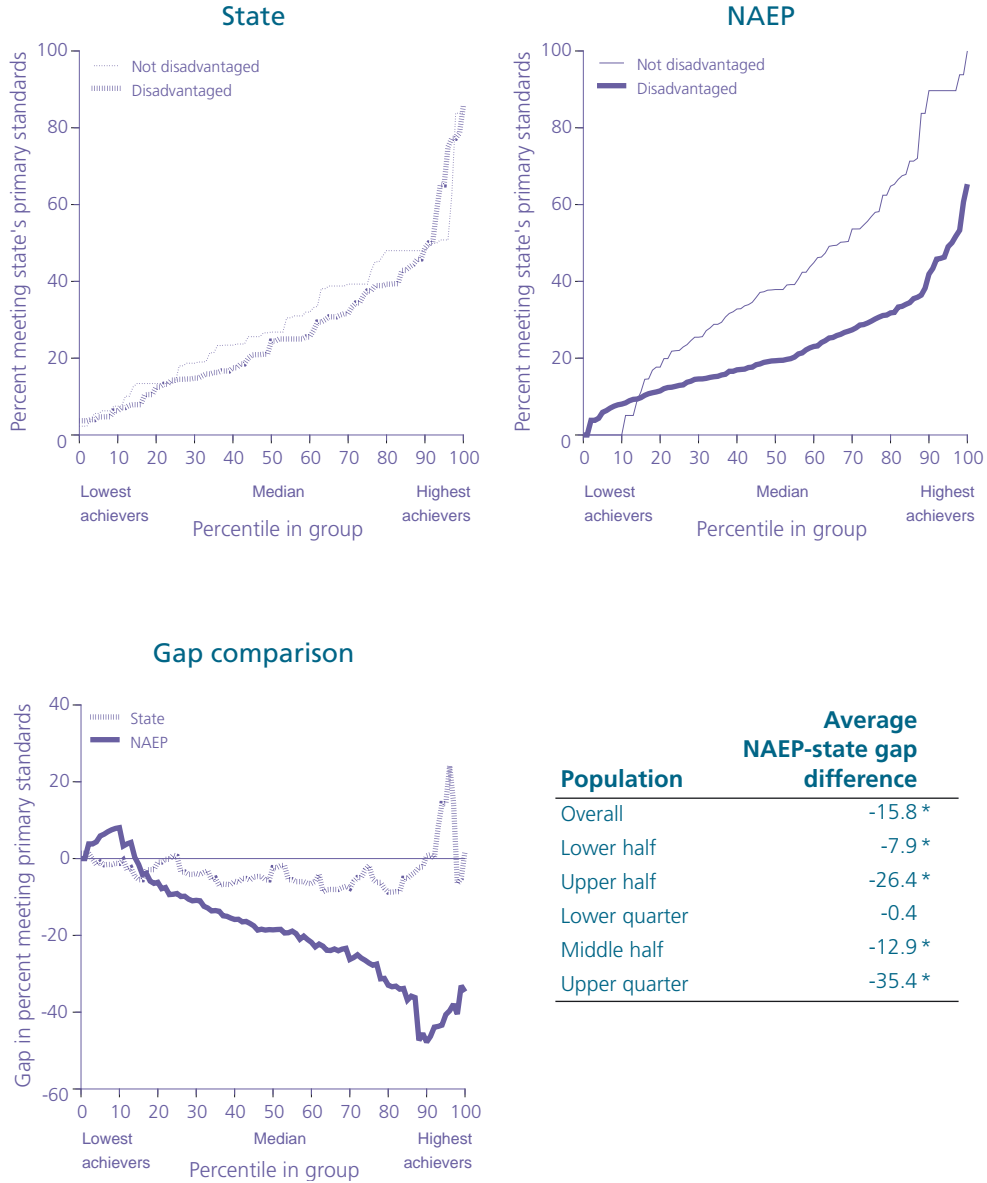 State
Percent meeting state's primary standards
100
80
60
40
20
0
Not disadvantaged
Disadvantaged
0 10 20 30 40 50 60 70 80 90 100
Lowest achievers
Median
Highest achievers
Percentile in group
NAEP
Percent meeting state's primary standards
100
80
60
40
20
0
Not disadvantaged
Disadvantaged
0 10 20 30 40 50 60 70 80 90 100
Lowest achievers
Median
Highest achievers
Percentile in group
Gap comparison
Gap in percent meeting primary standards
40
20
0
-20
-40
-60
State
NAEP
0 10 20 30 40 50 60 70 80 90 100
Lowest achievers
Median
Highest achievers
Percentile in group
Average
NAEP-state gap
Population difference
Overall -15.8 *
Lower half -7.9 *
Upper half -26.4 *
Lower quarter -0.4
Middle half -12.9 *
Upper quarter -35.4 *